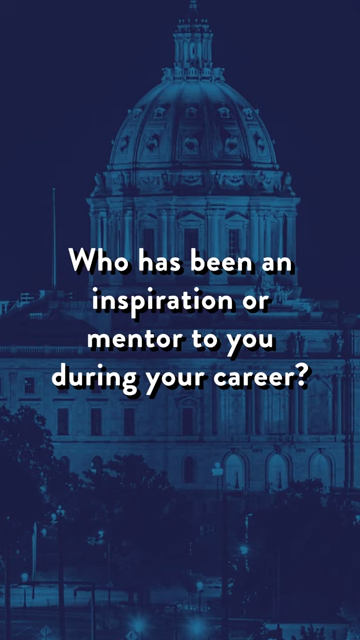 Who has been an
inspiration or
mentor to you
during your career?